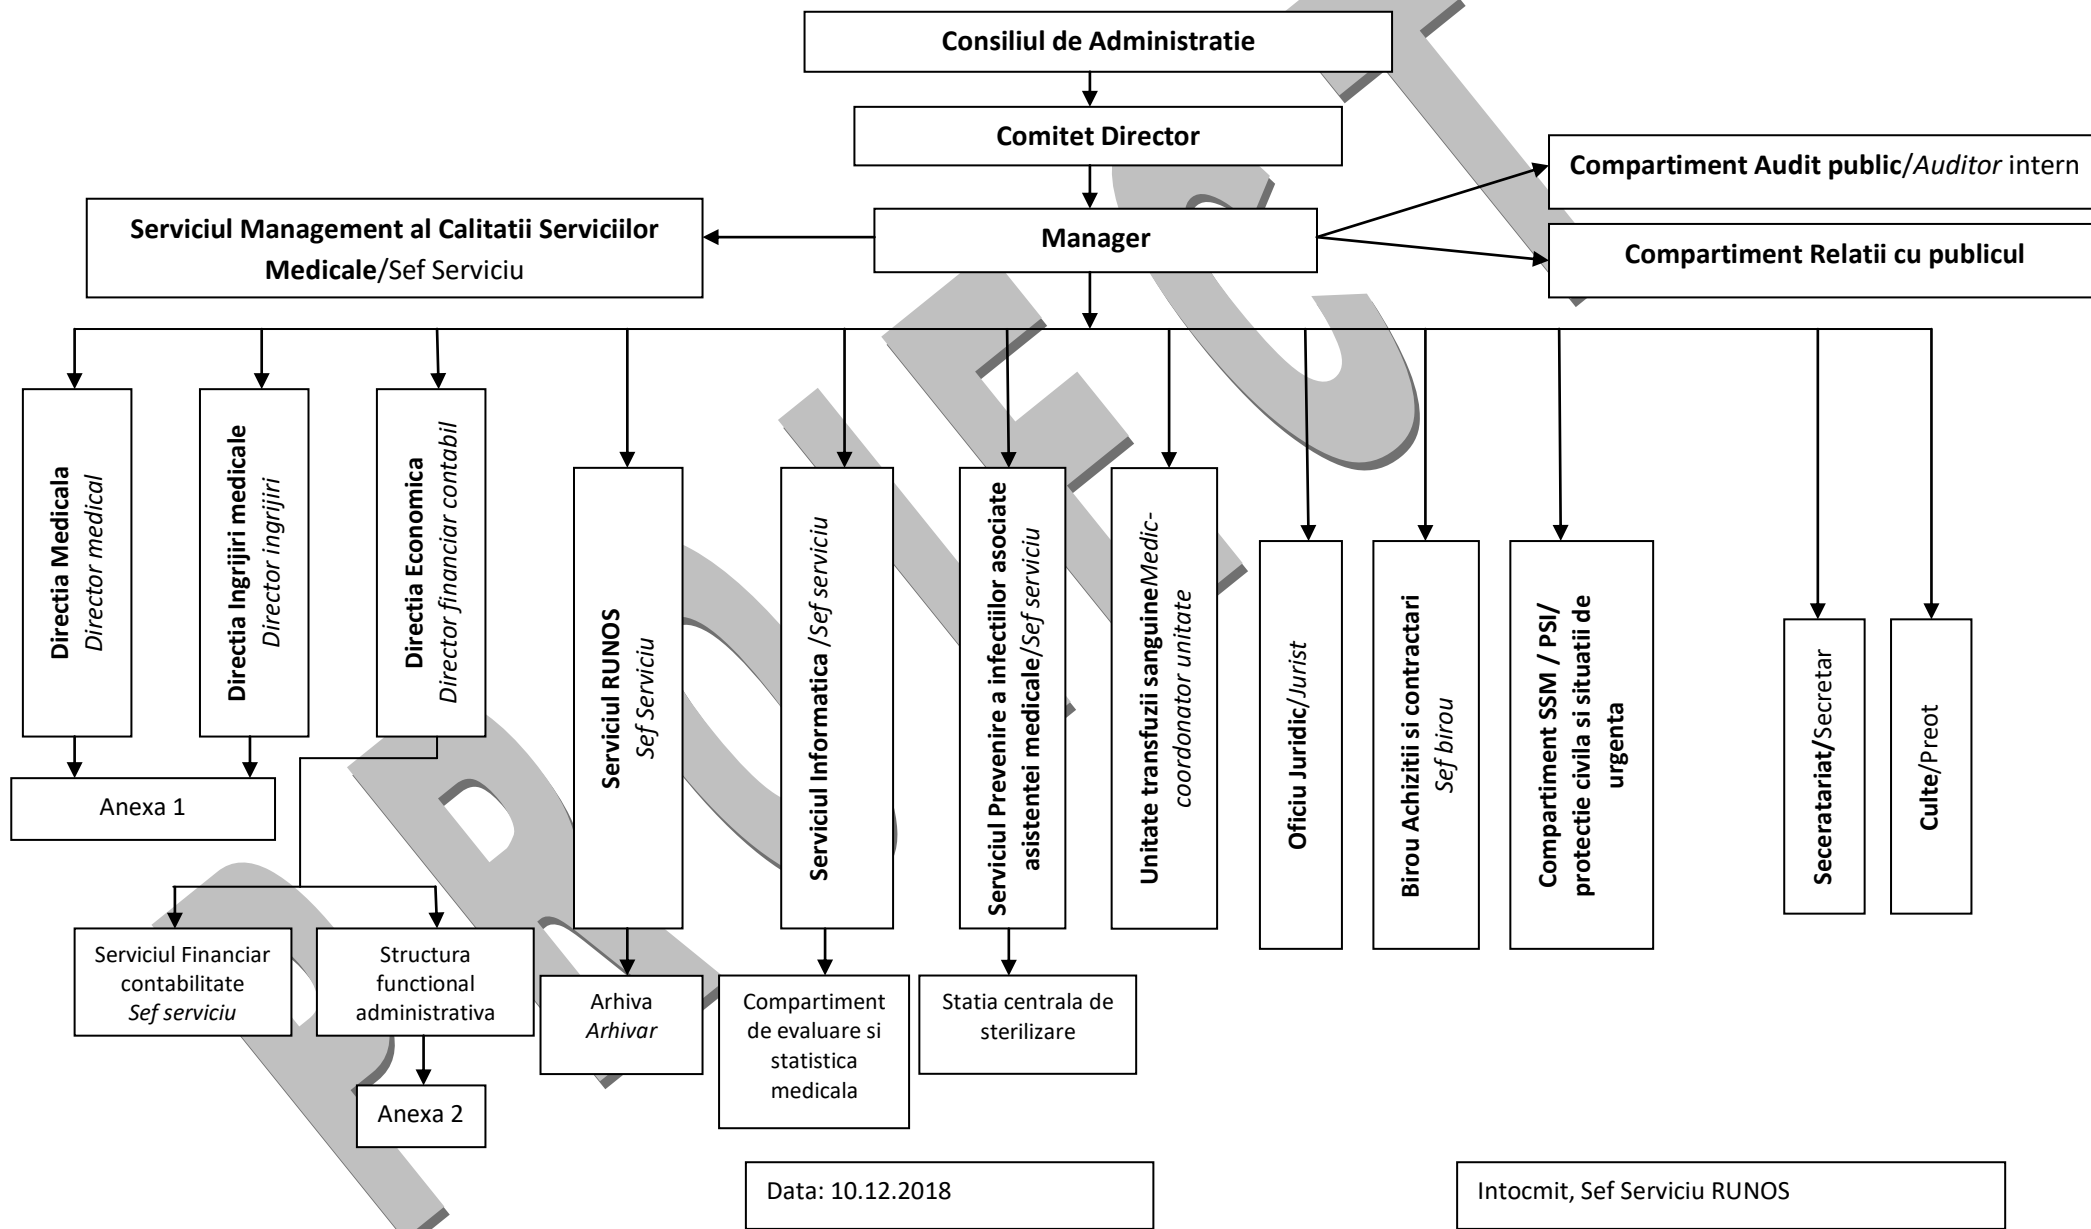 Consiliul de Administratie
Comitet Director
Compartiment Audit public/Auditor intern
Serviciul Management al Calitatii Serviciilor
Medicale/Sef Serviciu
Manager
Compartiment Relatii cu publicul
Directia Medicala
Director medical
Directia Ingrijiri medicale
Director ingrijiri
Directia Economica
Director financiar contabil
Serviciul RUNOS
Sef Serviciu
Serviciul Informatica /Sef serviciu
Serviciul Prevenire a infectiilor asociate
asistentei medicale/Sef serviciu
Unitate transfuzii sanguineMedic-
coordonator unitate
Oficiu Juridic/Jurist
Birou Achizitii si contractari
Sef birou
Compartiment SSM / PSI/
protectie civila si situatii de
urgenta
Seceratariat/Secretar
Culte/Preot
Anexa 1
Serviciul Financiar
contabilitate
Sef serviciu
Structura
functional
administrativa
Arhiva
Arhivar
Compartiment
de evaluare si
statistica
medicala
Statia centrala de
sterilizare
Anexa 2
Data: 10.12.2018
Intocmit, Sef Serviciu RUNOS
PROIECT